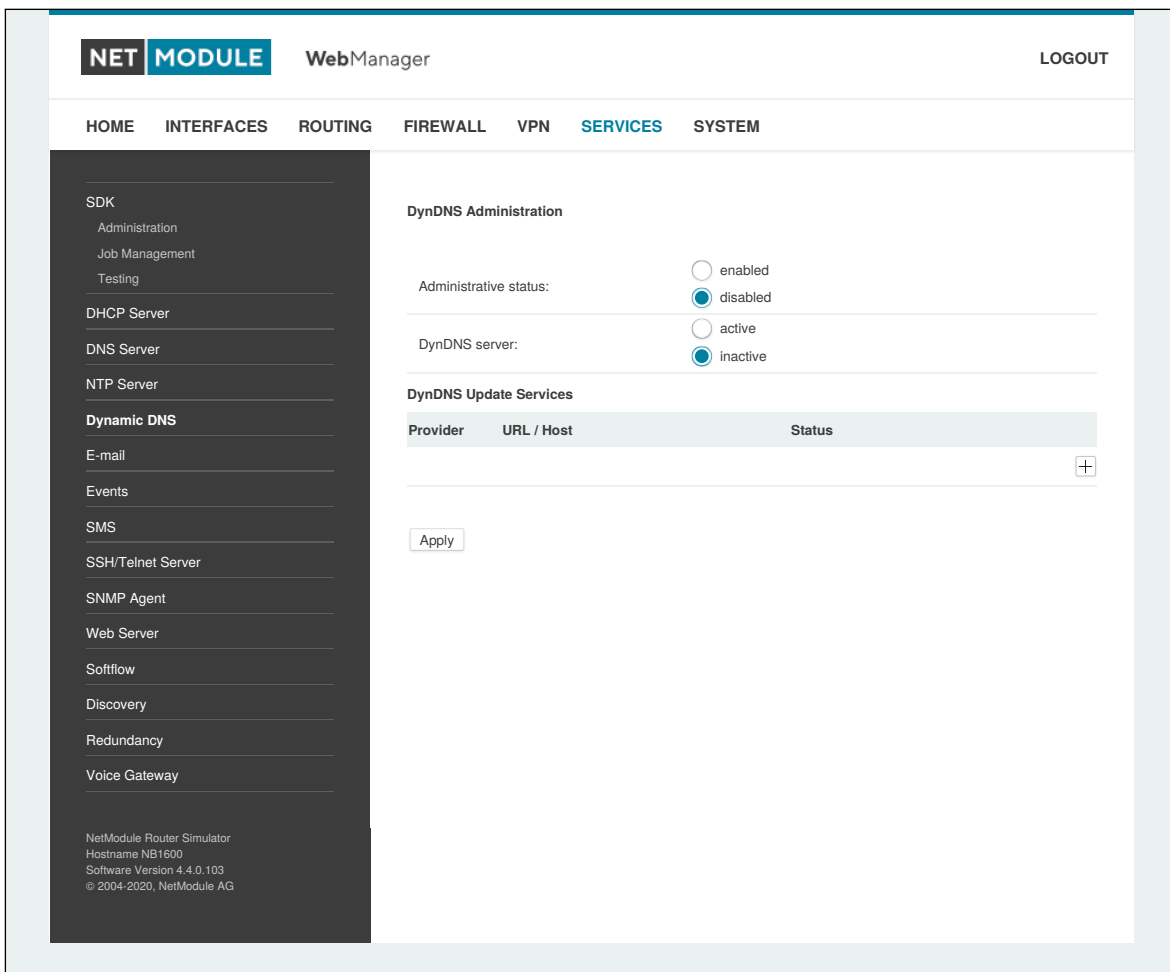 NET MODULE WebManager LOGOUT
HOME INTERFACES ROUTING FIREWALL VPN SERVICES SYSTEM
SDK
Administration
Job Management
Testing
DHCP Server
DNS Server
NTP Server
Dynamic DNS
E-mail
Events
SMS
SSH/Telnet Server
SNMP Agent
Web Server
Softflow
Discovery
Redundancy
Voice Gateway
NetModule Router Simulator
Hostname NB1600
Software Version 4.4.0.103
© 2004-2020, NetModule AG
DynDNS Administration
Administrative status:
enabled
disabled
DynDNS server:
active
inactive
DynDNS Update Services
Provider URL / Host Status
Apply